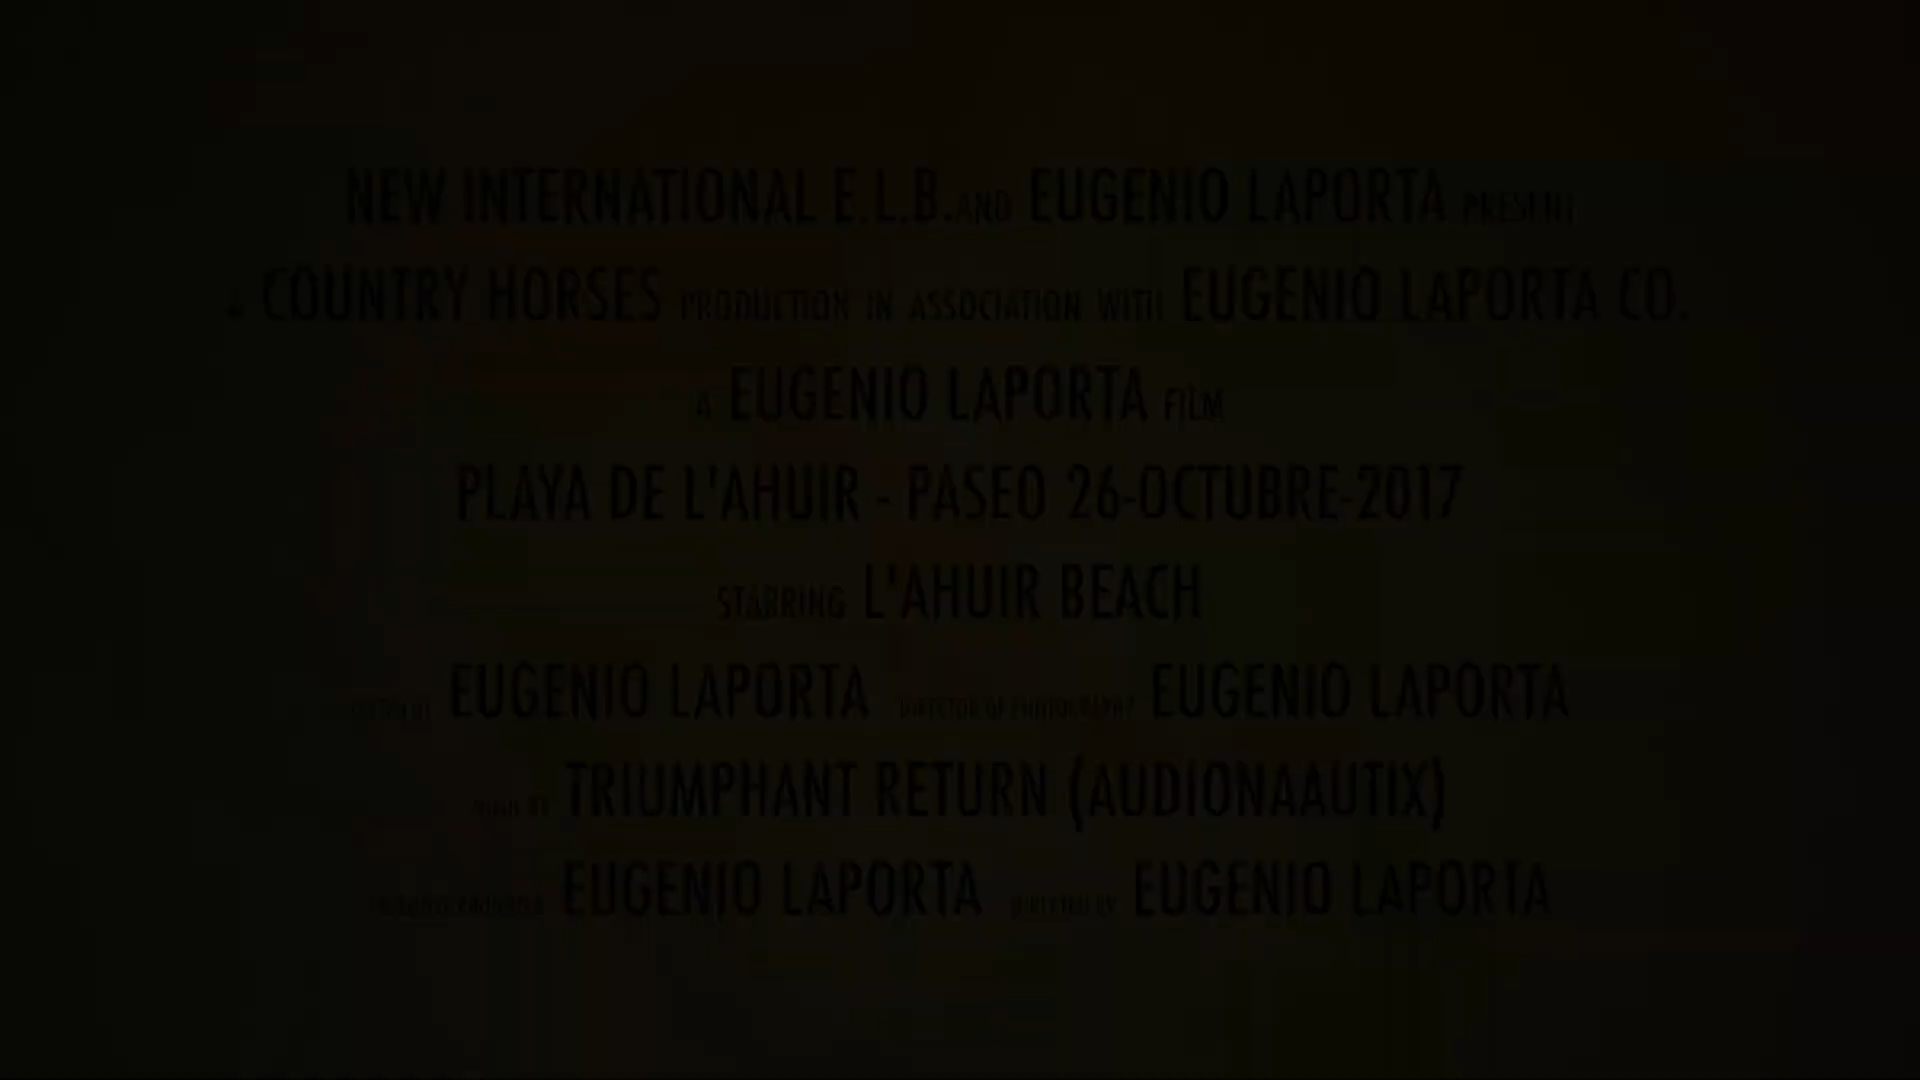 NEW INTERNATIONAL E.L.B. AND EUGENIO LAPORTA PRESENT
A COUNTRY HORSES PRODUCTION IN ASSOCIATION WITH EUGENIO LAPORTA CO.
A EUGENIO LAPORTA FILM
PLAYA DE L'AHUIR - PASEO 26-OCTUBRE-2017
STARRING L'AHUIR BEACH
EUGENIO LAPORTA DIRECTOR OF PHOTOGRAPHY EUGENIO LAPORTA
TRIUMPHANT RETURN (AUDIONAAUTIX)
EUGENIO LAPORTA DIRECTED BY EUGENIO LAPORTA